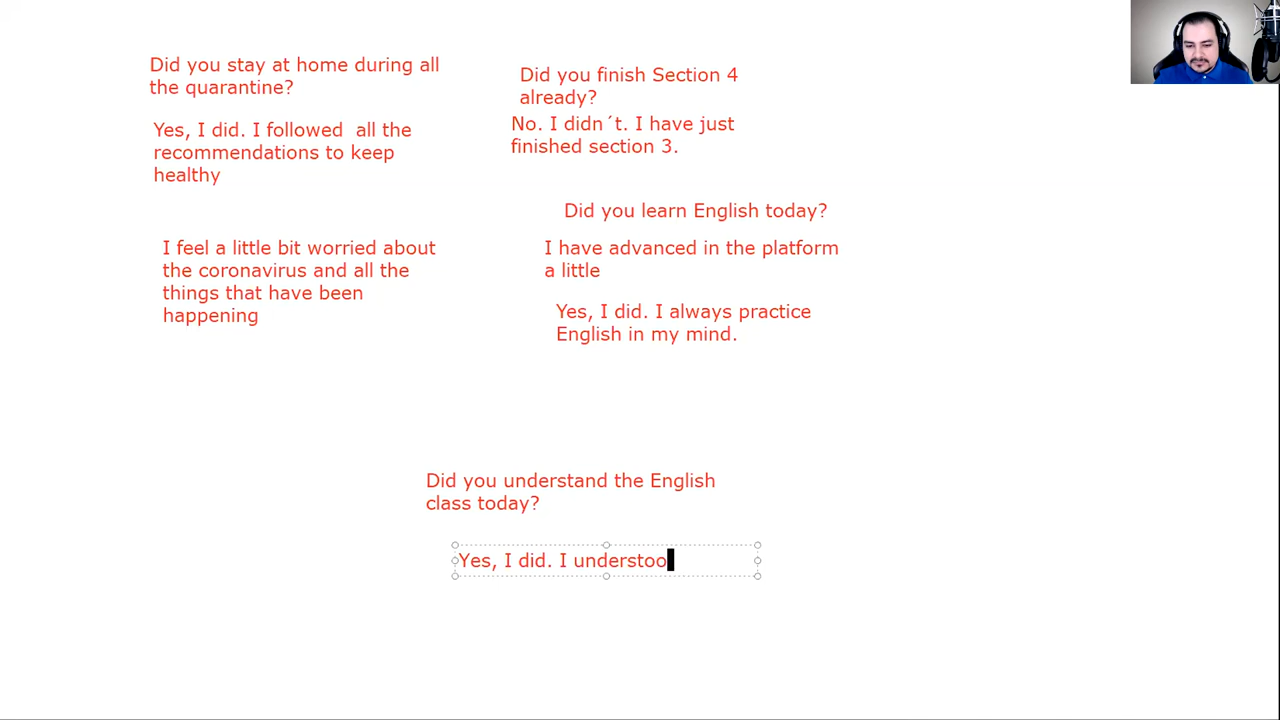 Did you stay at home during all
the quarantine?
Yes, I did. I followed  all the
recommendations to keep
healthy
I feel a little bit worried about
the coronavirus and all the
things that have been
happening
Did you finish Section 4
already?
No. I didn´t. I have just
finished section 3.
Did you learn English today?
I have advanced in the platform
a little
Yes, I did. I always practice
English in my mind.
Did you understand the English
class today?
Yes, I did. I understoo